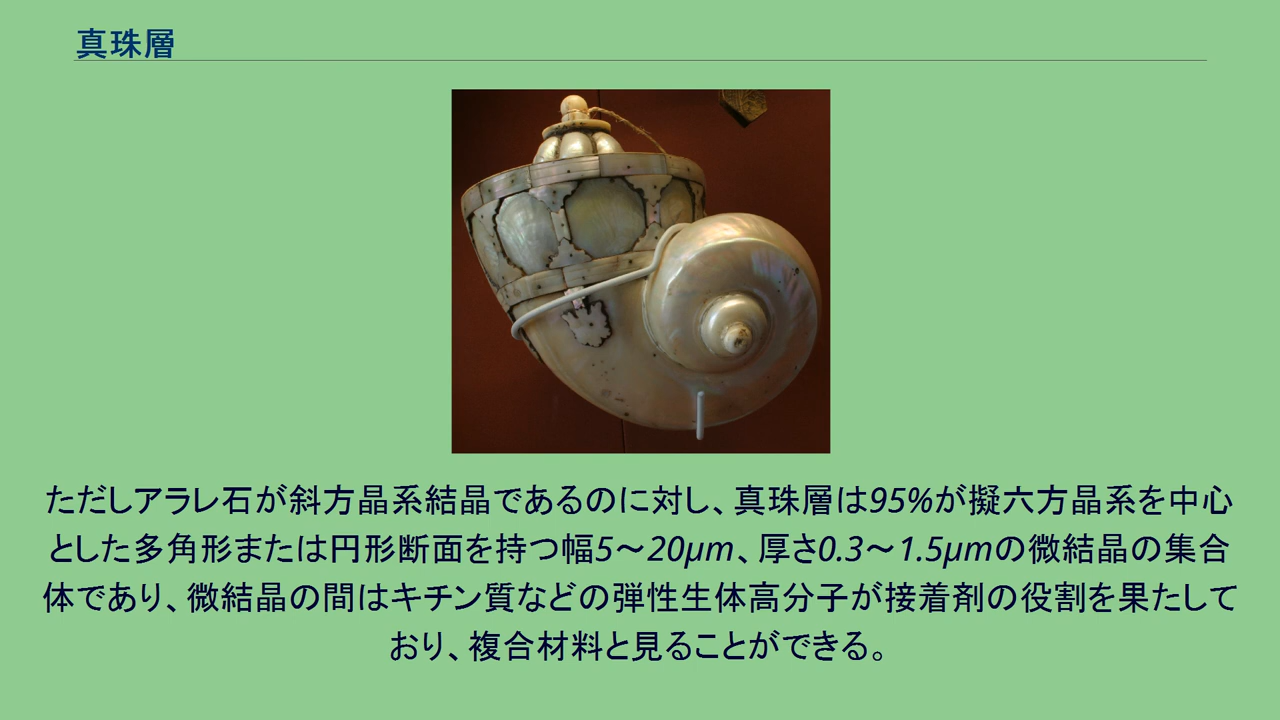 真珠層
ただしアラレ石が斜方晶系結晶であるのに対し、真珠層は95%が擬六方晶系を中心
とした多角形または円形断面を持つ幅5〜20μm、厚さ0.3〜1.5μmの微結晶の集合
体であり、微結晶の間はキチン質などの弾性生体高分子が接着剤の役割を果たして
おり、複合材料と見ることができる。